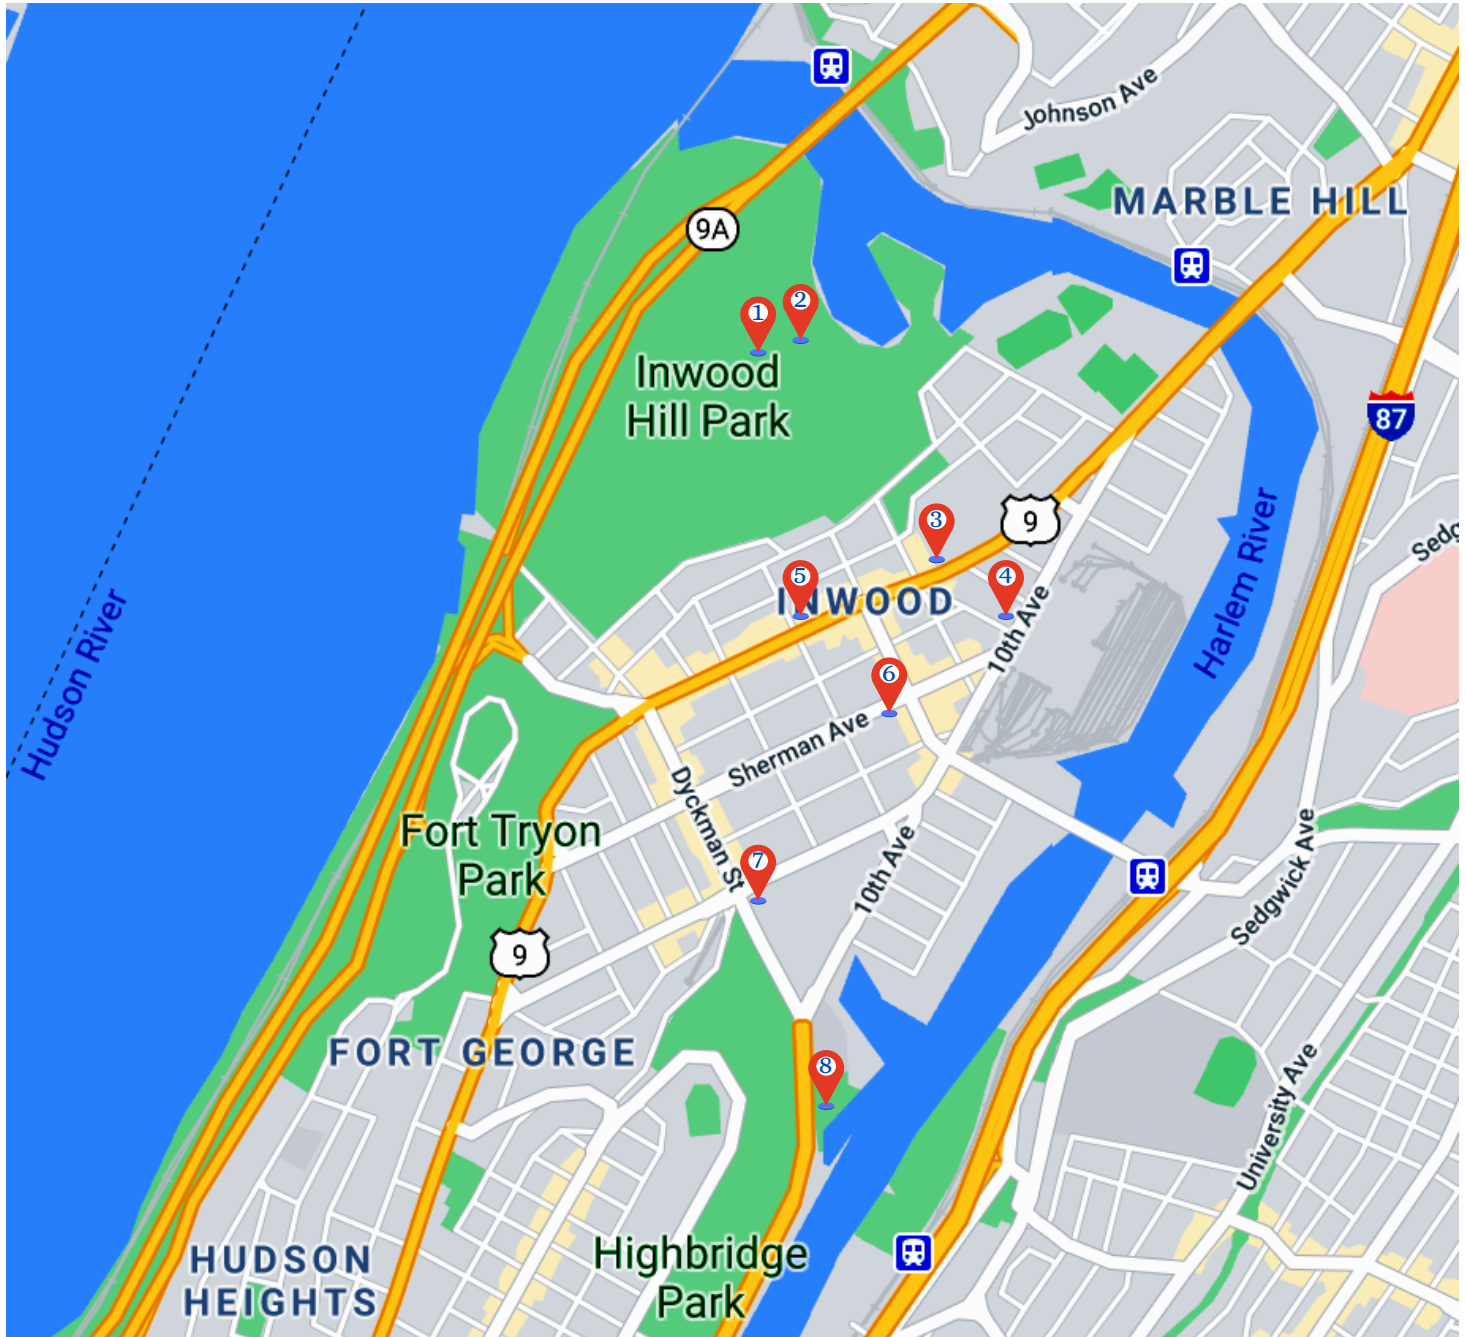 Johnson Ave
MARBLE HILL
9A
1
2
Inwood
Hill Park
87
3
9
4
5
INWOOD
10th Ave
Harlem River
Sedg
Hudson River
6
Sherman Ave
Dyckman St
Fort Tryon
Park
7
10th Ave
Sedgwick Ave
9
FORT GEORGE
8
University Ave
HUDSON
HEIGHTS
Highbridge
Park